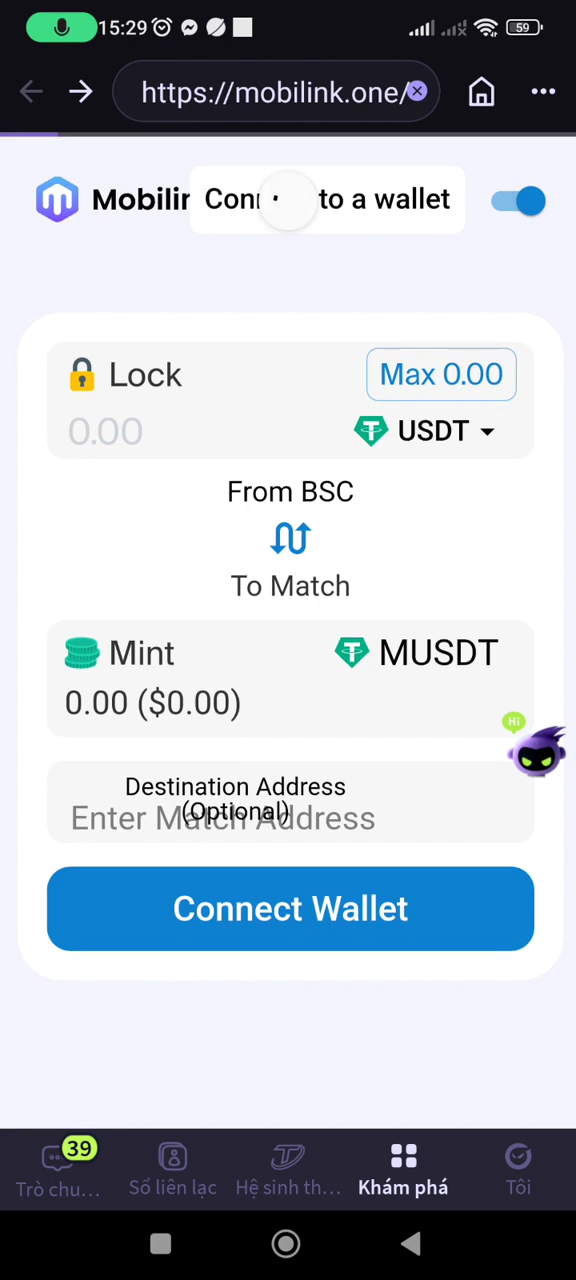 15:29
59
https://mobilink.one/
Mobilin
Conn to a wallet
Lock
Max 0.00
0.00
USDT
From BSC
To Match
Mint
MUSDT
0.00 ($0.00)
Hi
Destination Address
(Optional)
Enter Match Address
Connect Wallet
39
Trò chu...
Sổ liên lạc
Hệ sinh th...
Khám phá
Tôi